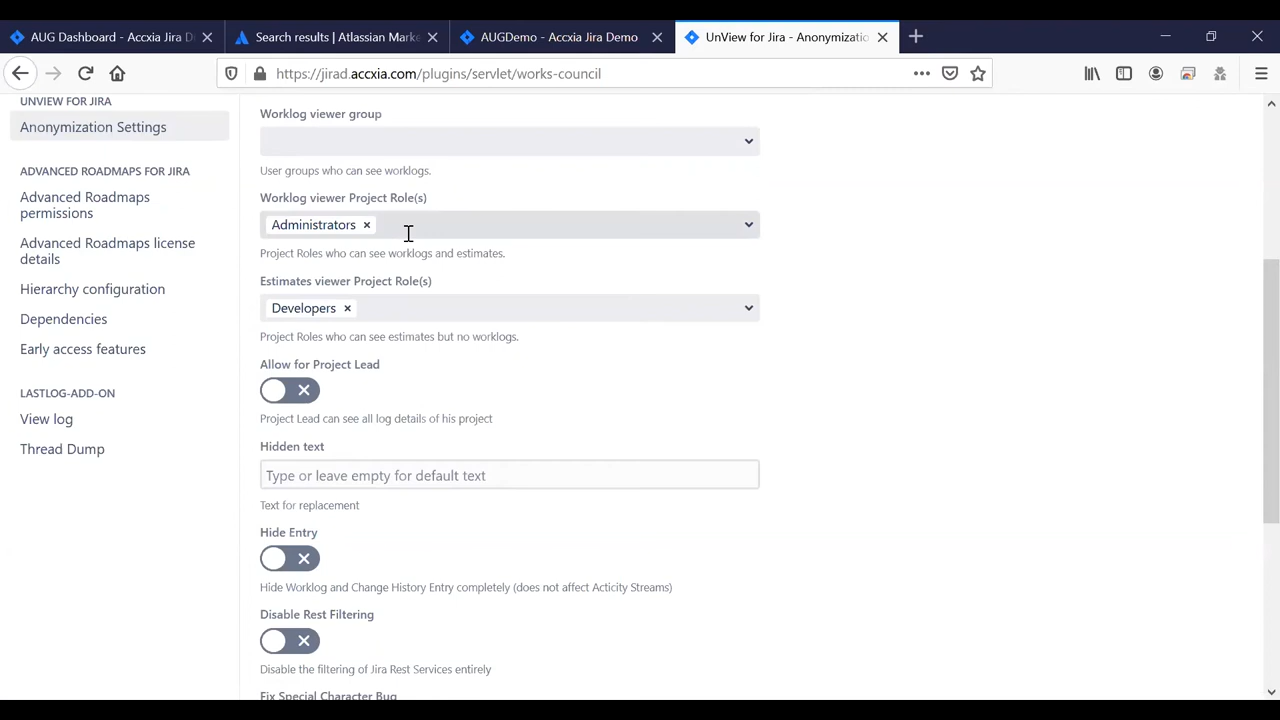 AUG Dashboard - Accxia Jira D
Search results | Atlassian Marke
AUGDemo - Accxia Jira Demo
UnView for Jira - Anonymizatio
https://jirad.accxia.com/plugins/servlet/works-council
UNVIEW FOR JIRA
Anonymization Settings
ADVANCED ROADMAPS FOR JIRA
Advanced Roadmaps
permissions
Advanced Roadmaps license
details
Hierarchy configuration
Dependencies
Early access features
LASTLOG-ADD-ON
View log
Thread Dump
Worklog viewer group
User groups who can see worklogs.
Worklog viewer Project Role(s)
Administrators
Project Roles who can see worklogs and estimates.
Estimates viewer Project Role(s)
Developers
Project Roles who can see estimates but no worklogs.
Allow for Project Lead
Project Lead can see all log details of his project
Hidden text
Type or leave empty for default text
Text for replacement
Hide Entry
Hide Worklog and Change History Entry completely (does not affect Acticity Streams)
Disable Rest Filtering
Disable the filtering of Jira Rest Services entirely
Fix Special Character Bug